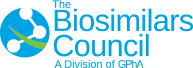 The
Biosimilars
Council
A Division of GPhA